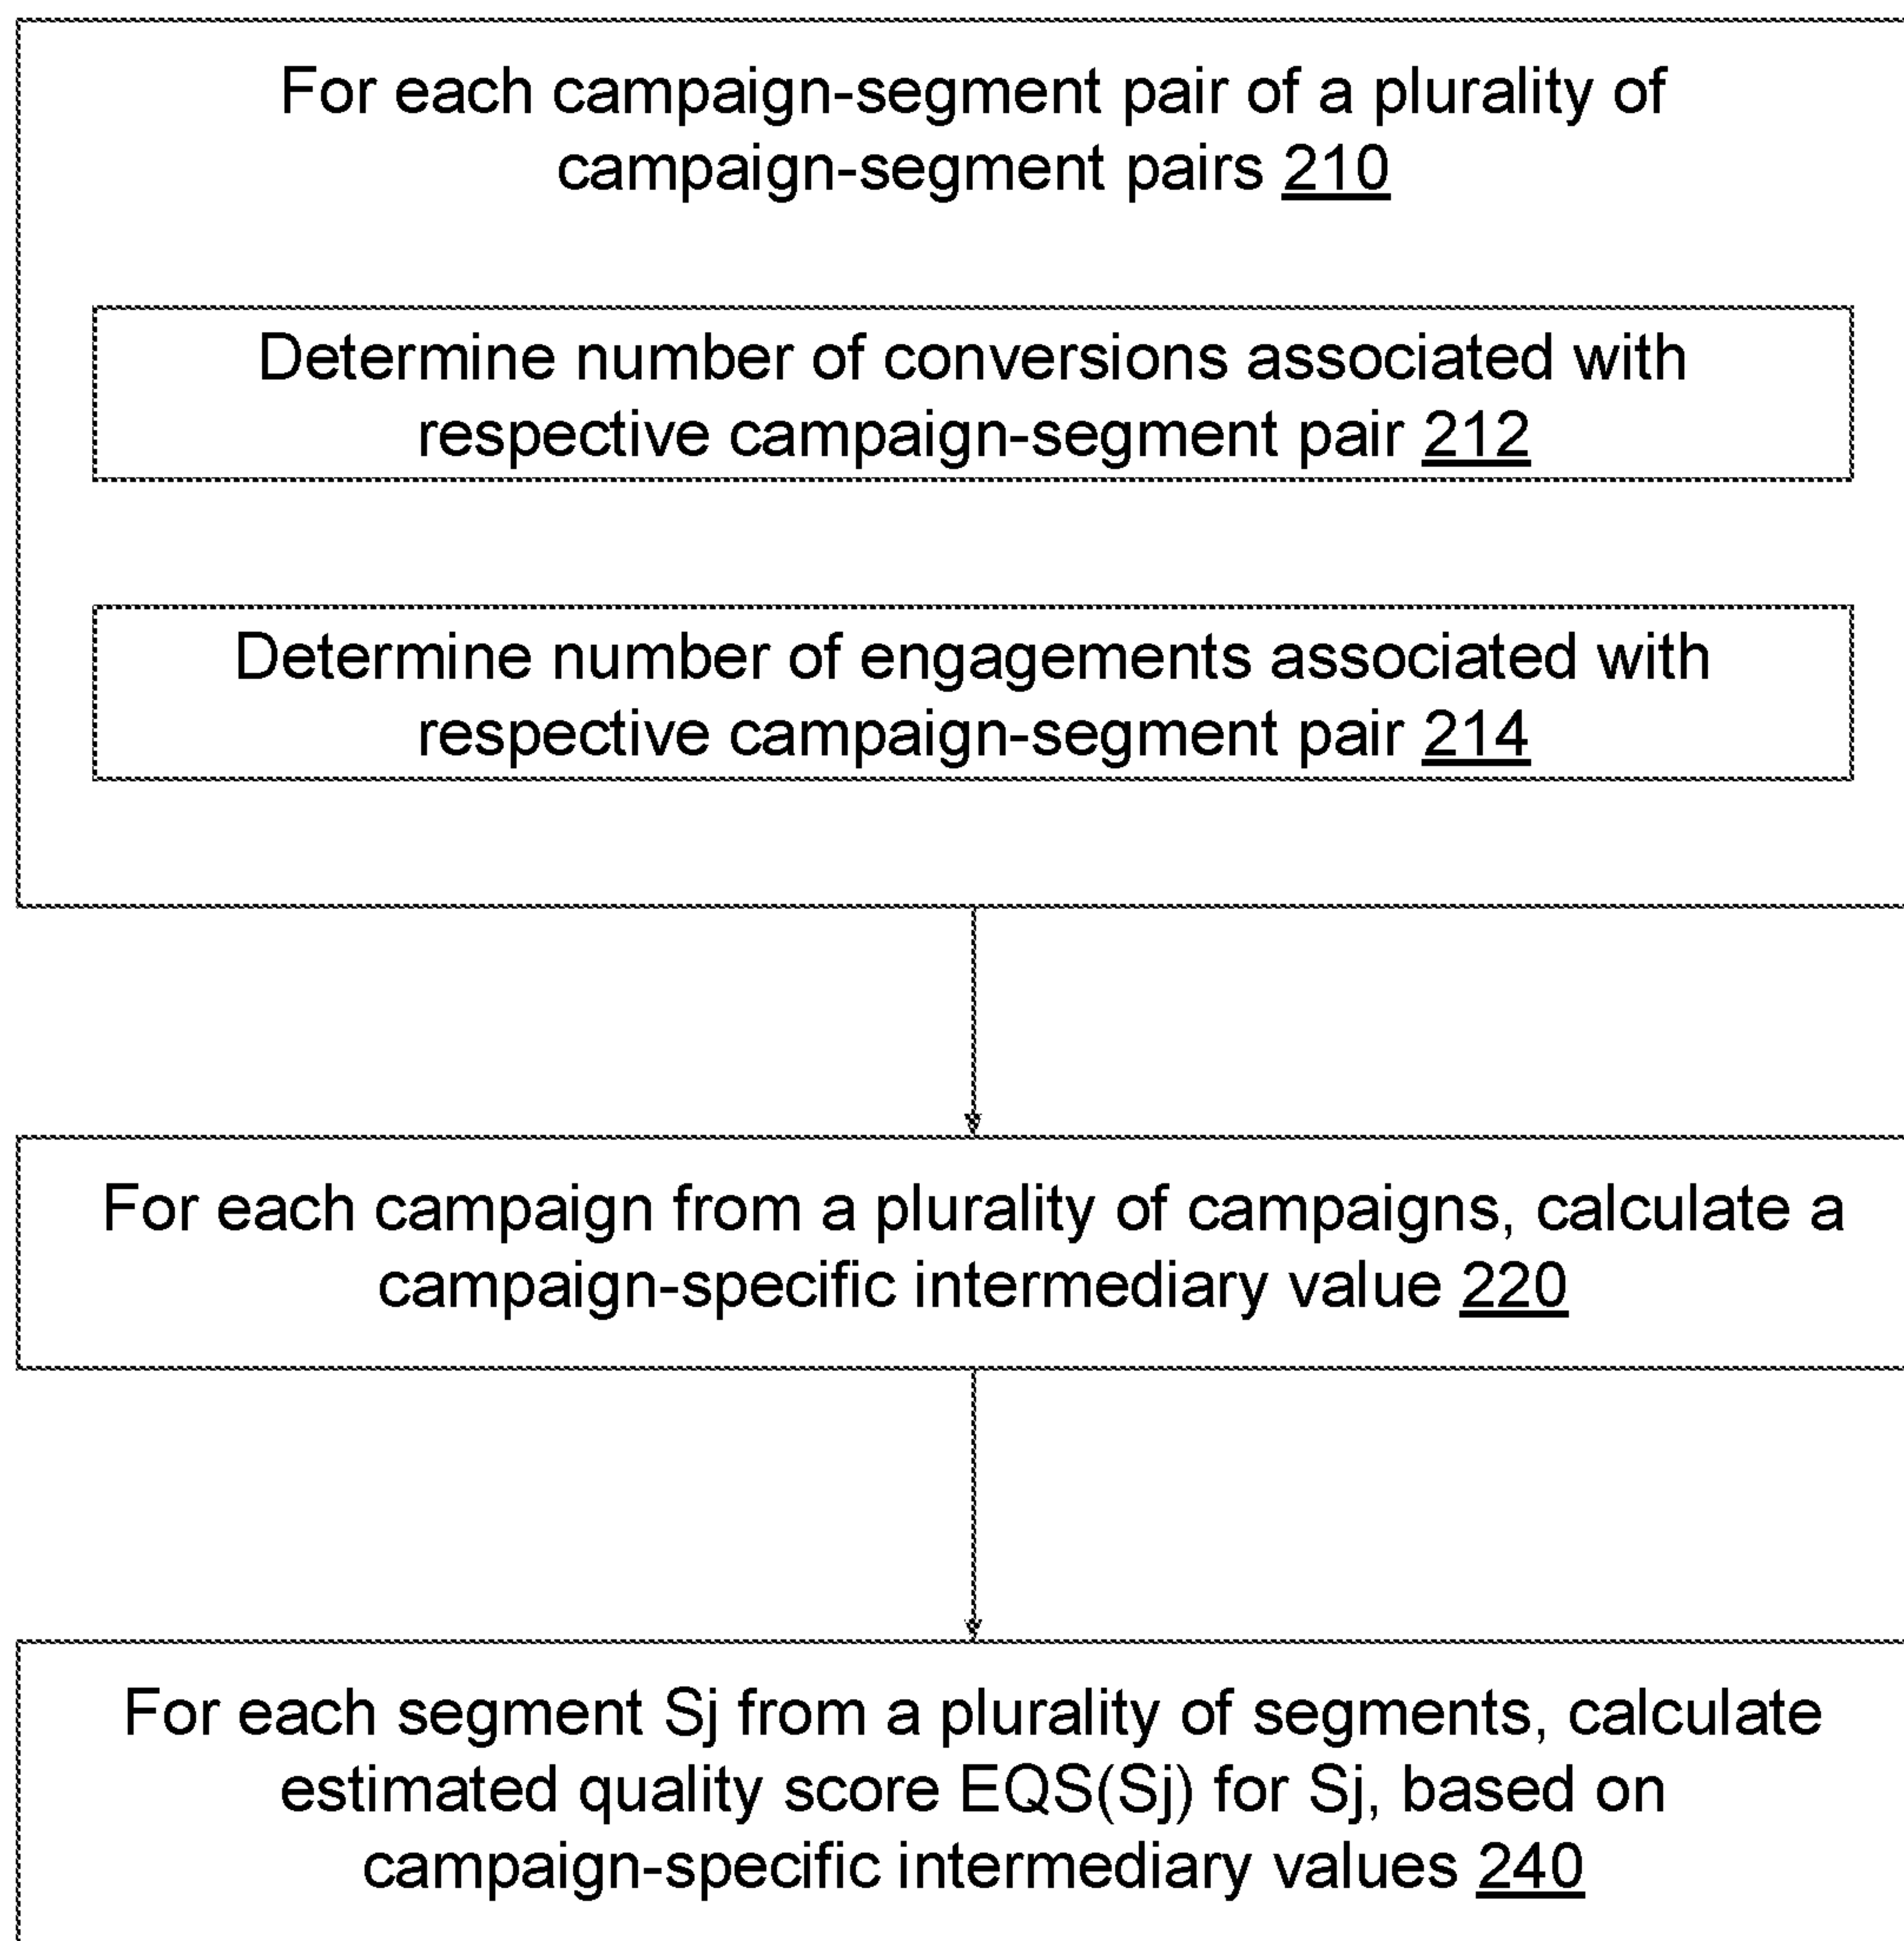 For each campaign-segment pair of a plurality of
campaign-segment pairs 210
Determine number of conversions associated with
respective campaign-segment pair 212
Determine number of engagements associated with
respective campaign-segment pair 214
For each campaign from a plurality of campaigns, calculate a
campaign-specific intermediary value 220
For each segment Sj from a plurality of segments, calculate
estimated quality score EQS(Sj) for Sj, based on
campaign-specific intermediary values 240